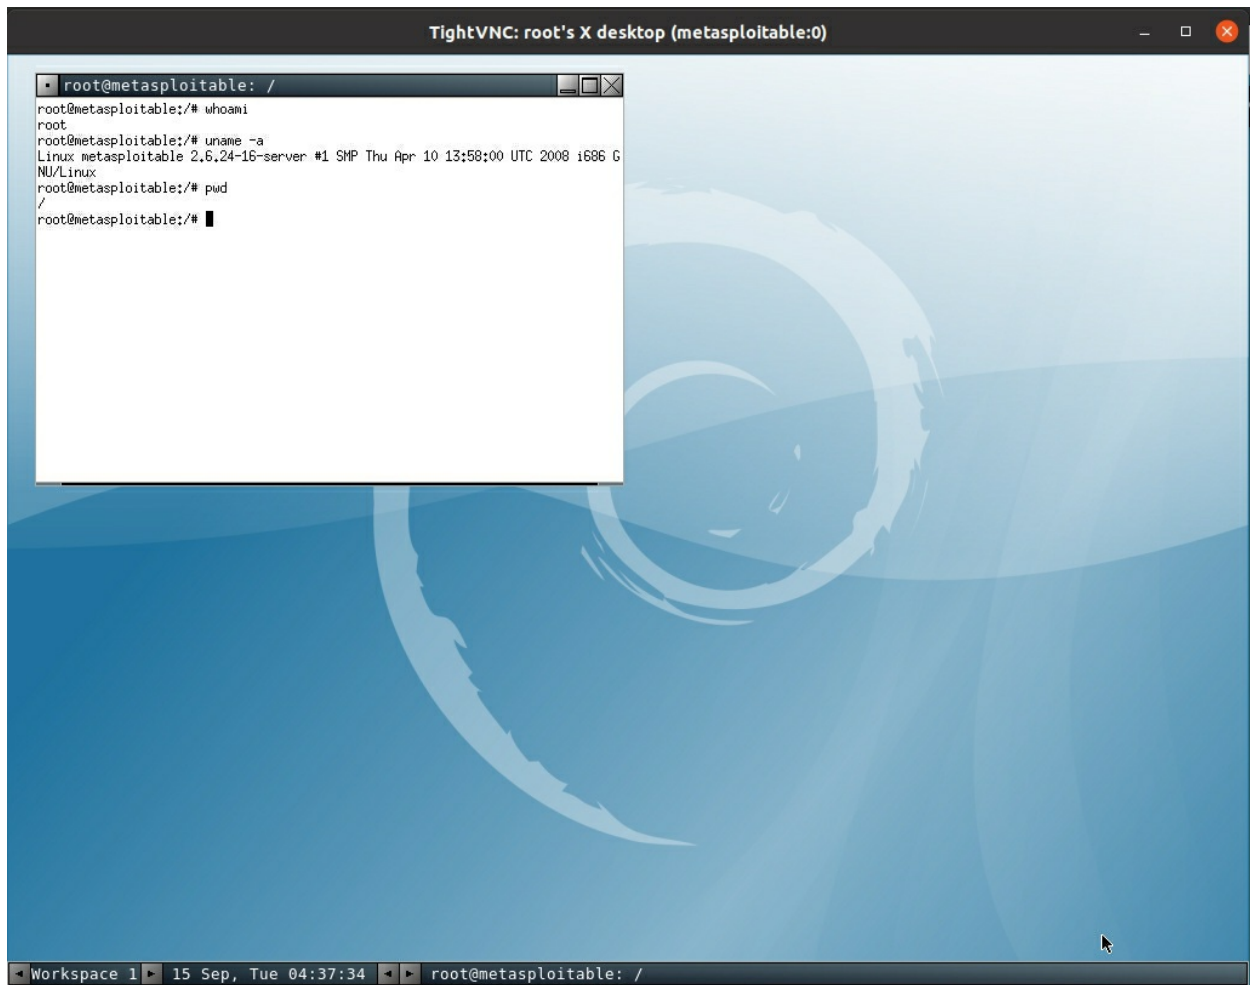 TightVNC: root's X desktop (metasploitable:0)
root@metasploitable: /
root@metasploitable:/# whoami
root
root@metasploitable:/# uname -a
Linux metasploitable 2.6.24-16-server #1 SMP Thu Apr 10 13:58:00 UTC 2008 i686 G
NU/Linux
root@metasploitable:/# pwd
/
root@metasploitable:/#
Workspace 1 15 Sep, Tue 04:37:34 root@metasploitable: /